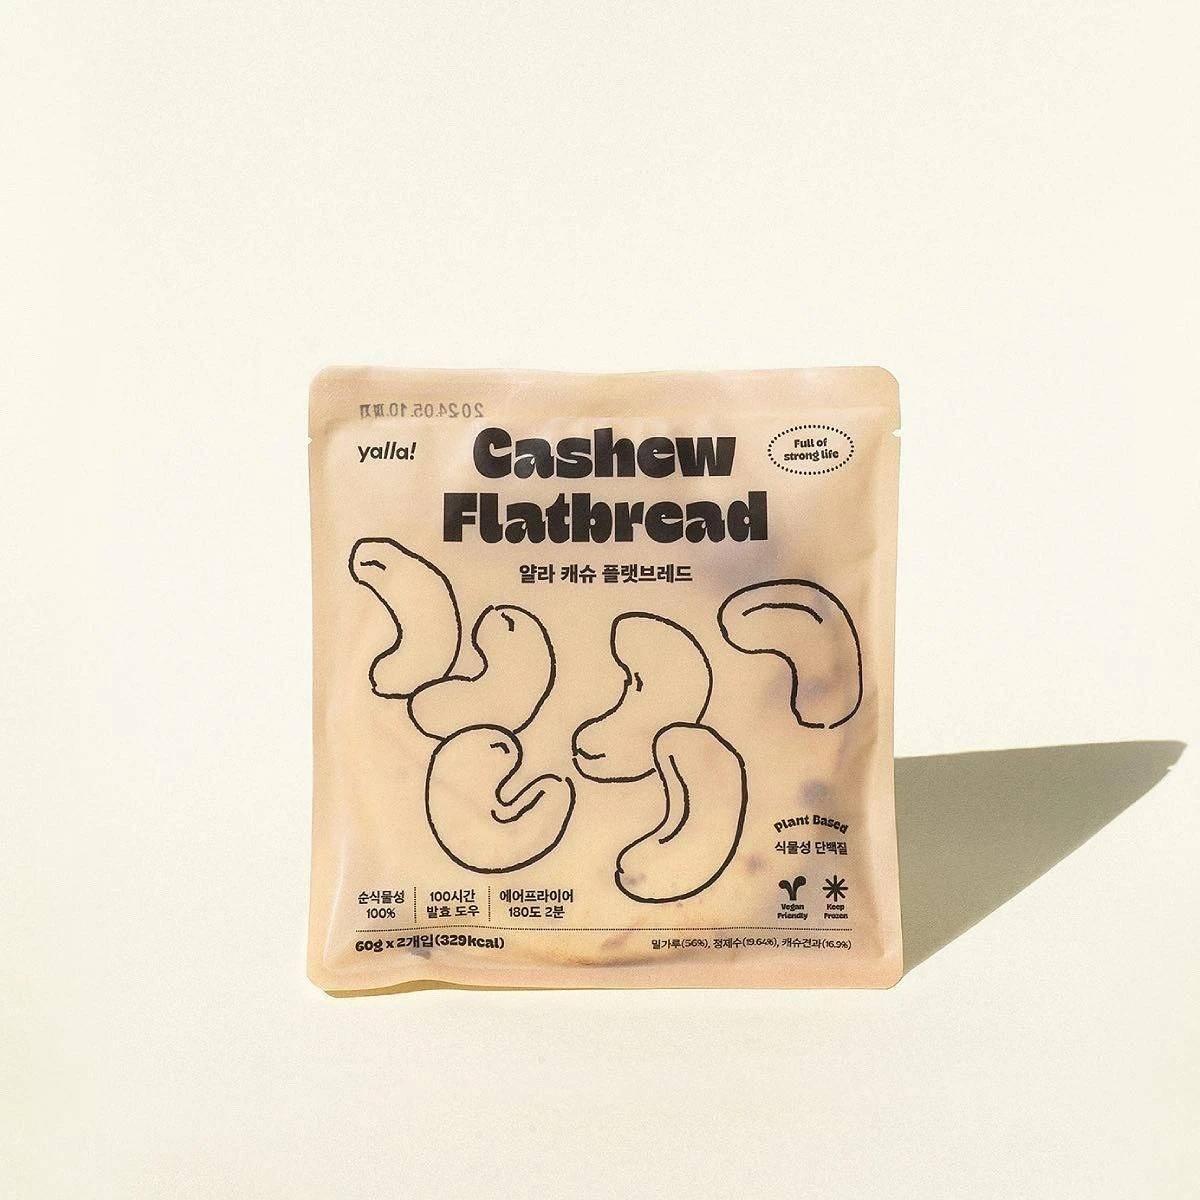 2024.05.10.까지
yalla!
Cashew
Flatbread
Full of
strong life
얄라 캐슈 플랫브레드
Plant Based
식물성 단백질
Vegan
Friendly
Keep
Frozen
순식물성
100%
100시간
발효 도우
에어프라이어
180도 2분
60g x 2개입(329kcal)
밀가루(56%), 정제수(19.64%), 캐슈견과(16.9%)